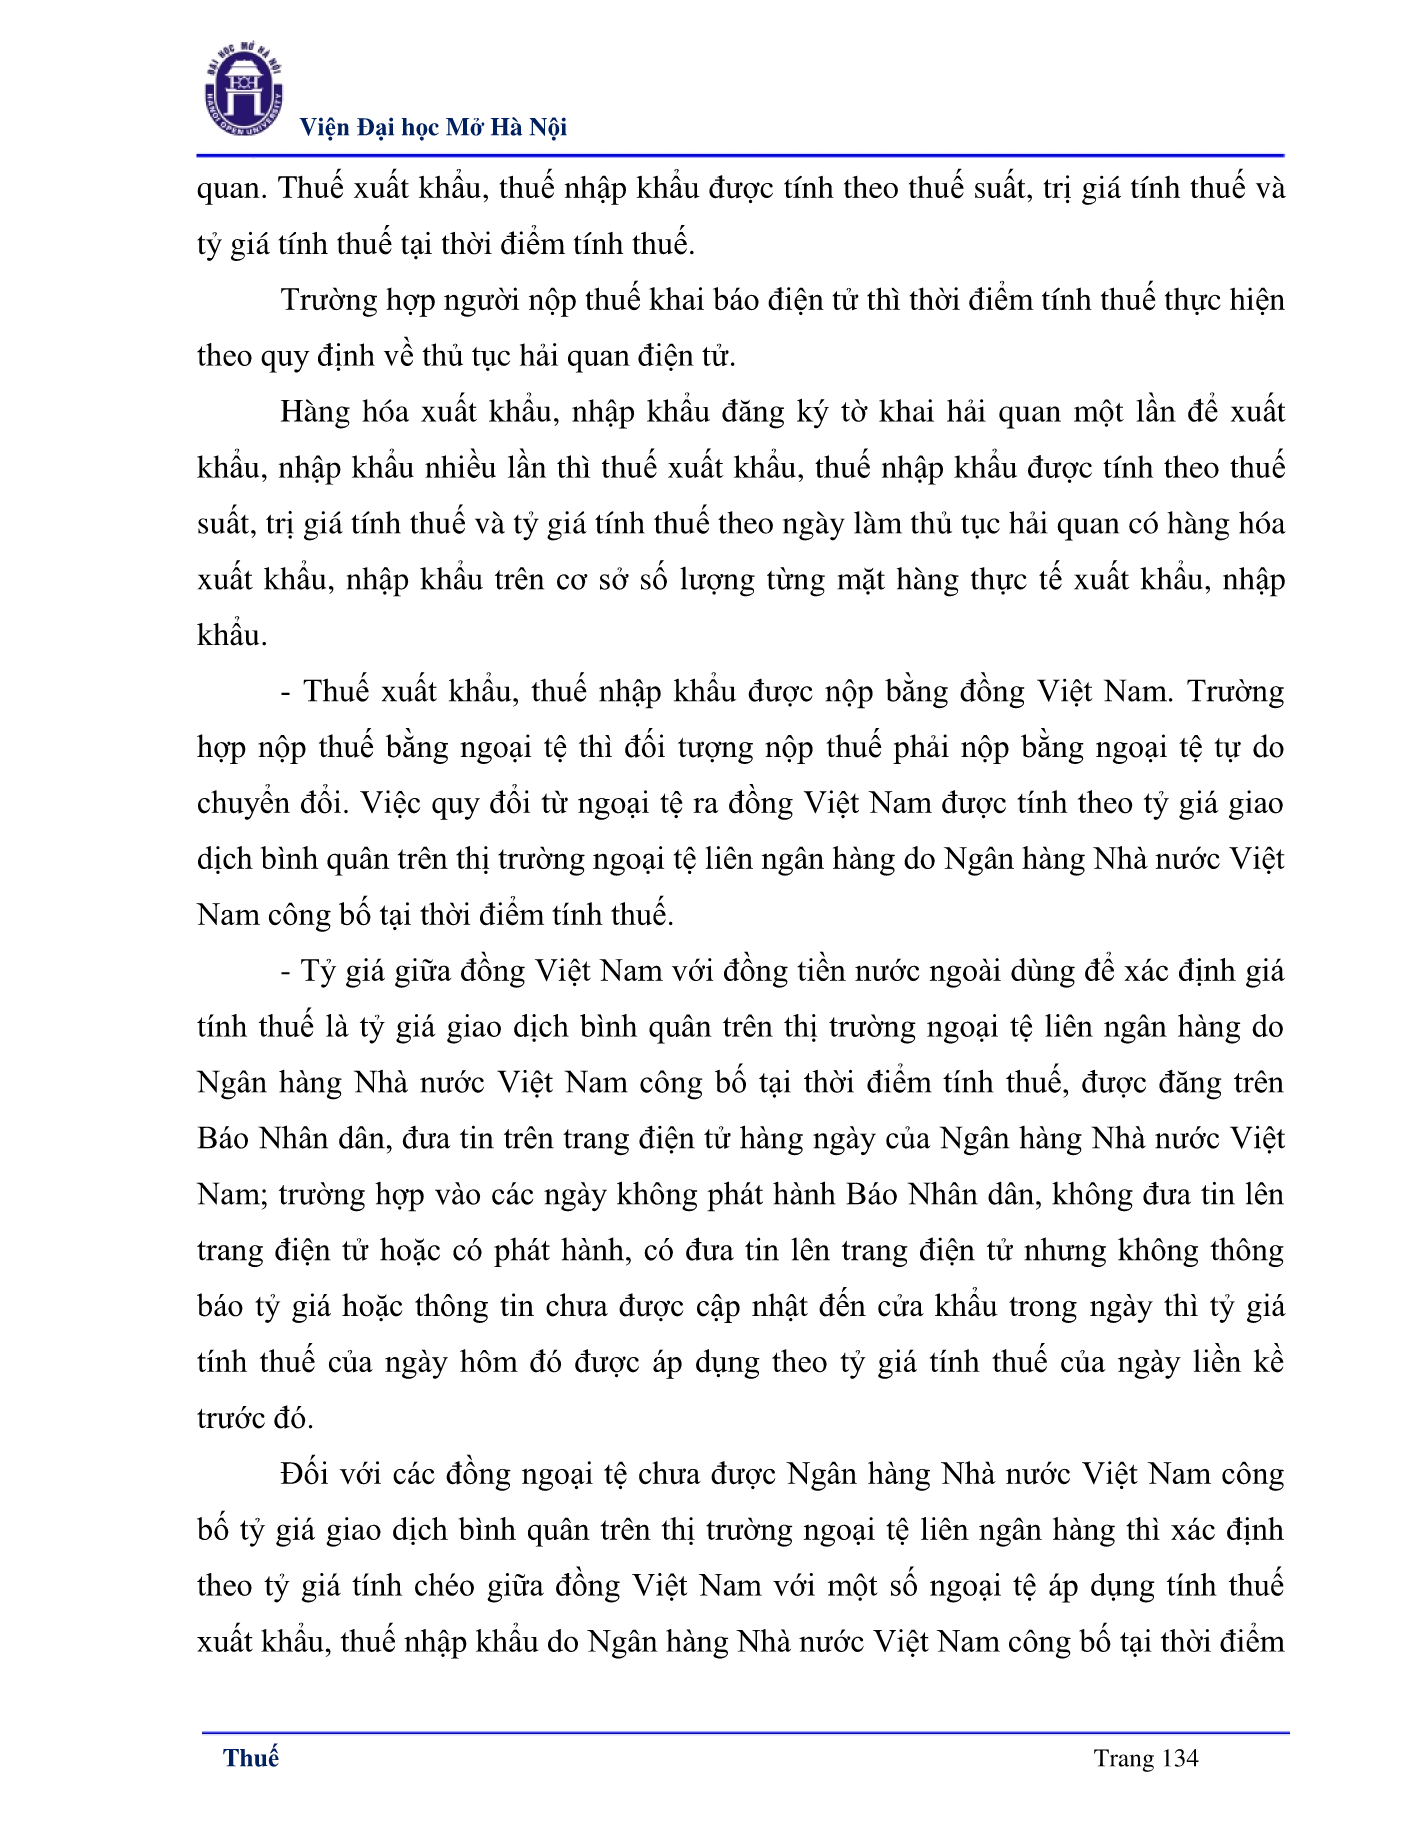 ĐẠI HỌC MỞ HÀ NỘI
HANOI OPEN UNIVERSITY
Viện Đại học Mở Hà Nội
quan. Thuế xuất khẩu, thuế nhập khẩu được tính theo thuế suất, trị giá tính thuế và
tỷ giá tính thuế tại thời điểm tính thuế.
Trường hợp người nộp thuế khai báo điện tử thì thời điểm tính thuế thực hiện
theo quy định về thủ tục hải quan điện tử.
Hàng hóa xuất khẩu, nhập khẩu đăng ký tờ khai hải quan một lần để xuất
khẩu, nhập khẩu nhiều lần thì thuế xuất khẩu, thuế nhập khẩu được tính theo thuế
suất, trị giá tính thuế và tỷ giá tính thuế theo ngày làm thủ tục hải quan có hàng hóa
xuất khẩu, nhập khẩu trên cơ sở số lượng từng mặt hàng thực tế xuất khẩu, nhập
khẩu.
- Thuế xuất khẩu, thuế nhập khẩu được nộp bằng đồng Việt Nam. Trường
hợp nộp thuế bằng ngoại tệ thì đối tượng nộp thuế phải nộp bằng ngoại tệ tự do
chuyển đổi. Việc quy đổi từ ngoại tệ ra đồng Việt Nam được tính theo tỷ giá giao
dịch bình quân trên thị trường ngoại tệ liên ngân hàng do Ngân hàng Nhà nước Việt
Nam công bố tại thời điểm tính thuế.
- Tỷ giá giữa đồng Việt Nam với đồng tiền nước ngoài dùng để xác định giá
tính thuế là tỷ giá giao dịch bình quân trên thị trường ngoại tệ liên ngân hàng do
Ngân hàng Nhà nước Việt Nam công bố tại thời điểm tính thuế, được đăng trên
Báo Nhân dân, đưa tin trên trang điện tử hàng ngày của Ngân hàng Nhà nước Việt
Nam; trường hợp vào các ngày không phát hành Báo Nhân dân, không đưa tin lên
trang điện tử hoặc có phát hành, có đưa tin lên trang điện tử nhưng không thông
báo tỷ giá hoặc thông tin chưa được cập nhật đến cửa khẩu trong ngày thì tỷ giá
tính thuế của ngày hôm đó được áp dụng theo tỷ giá tính thuế của ngày liền kề
trước đó.
Đối với các đồng ngoại tệ chưa được Ngân hàng Nhà nước Việt Nam công
bố tỷ giá giao dịch bình quân trên thị trường ngoại tệ liên ngân hàng thì xác định
theo tỷ giá tính chéo giữa đồng Việt Nam với một số ngoại tệ áp dụng tính thuế
xuất khẩu, thuế nhập khẩu do Ngân hàng Nhà nước Việt Nam công bố tại thời điểm
Thuế
Trang 134